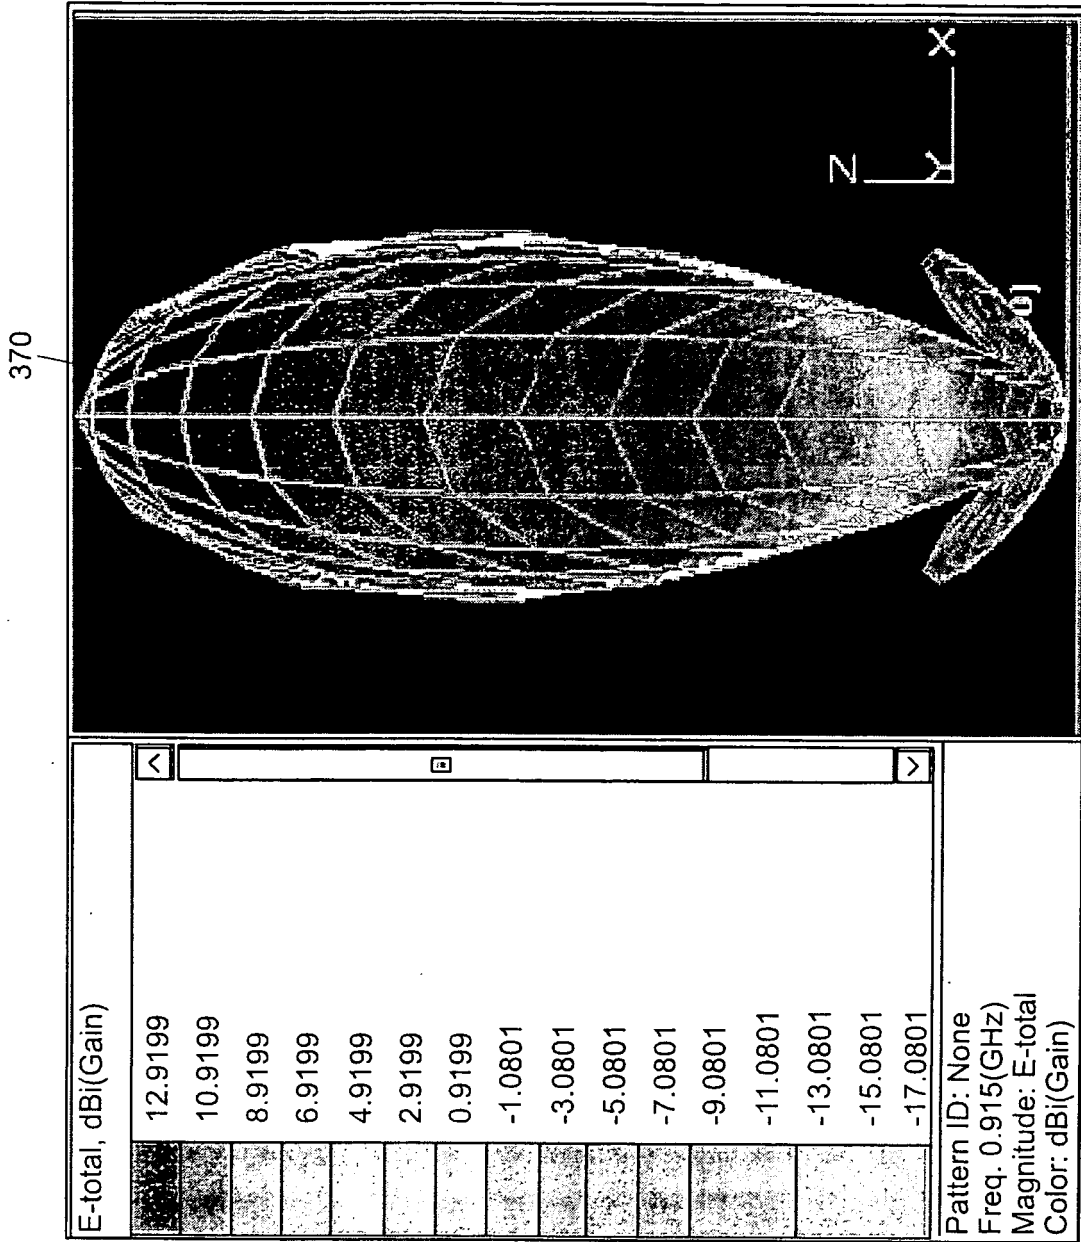 370
Z
Y
X
E-total, dBi(Gain)
12.9199
10.9199
8.9199
6.9199
4.9199
2.9199
0.9199
-1.0801
-3.0801
-5.0801
-7.0801
-9.0801
-11.0801
-13.0801
-15.0801
-17.0801
Pattern ID: None
Freq. 0.915(GHz)
Magnitude: E-total
Color: dBi(Gain)